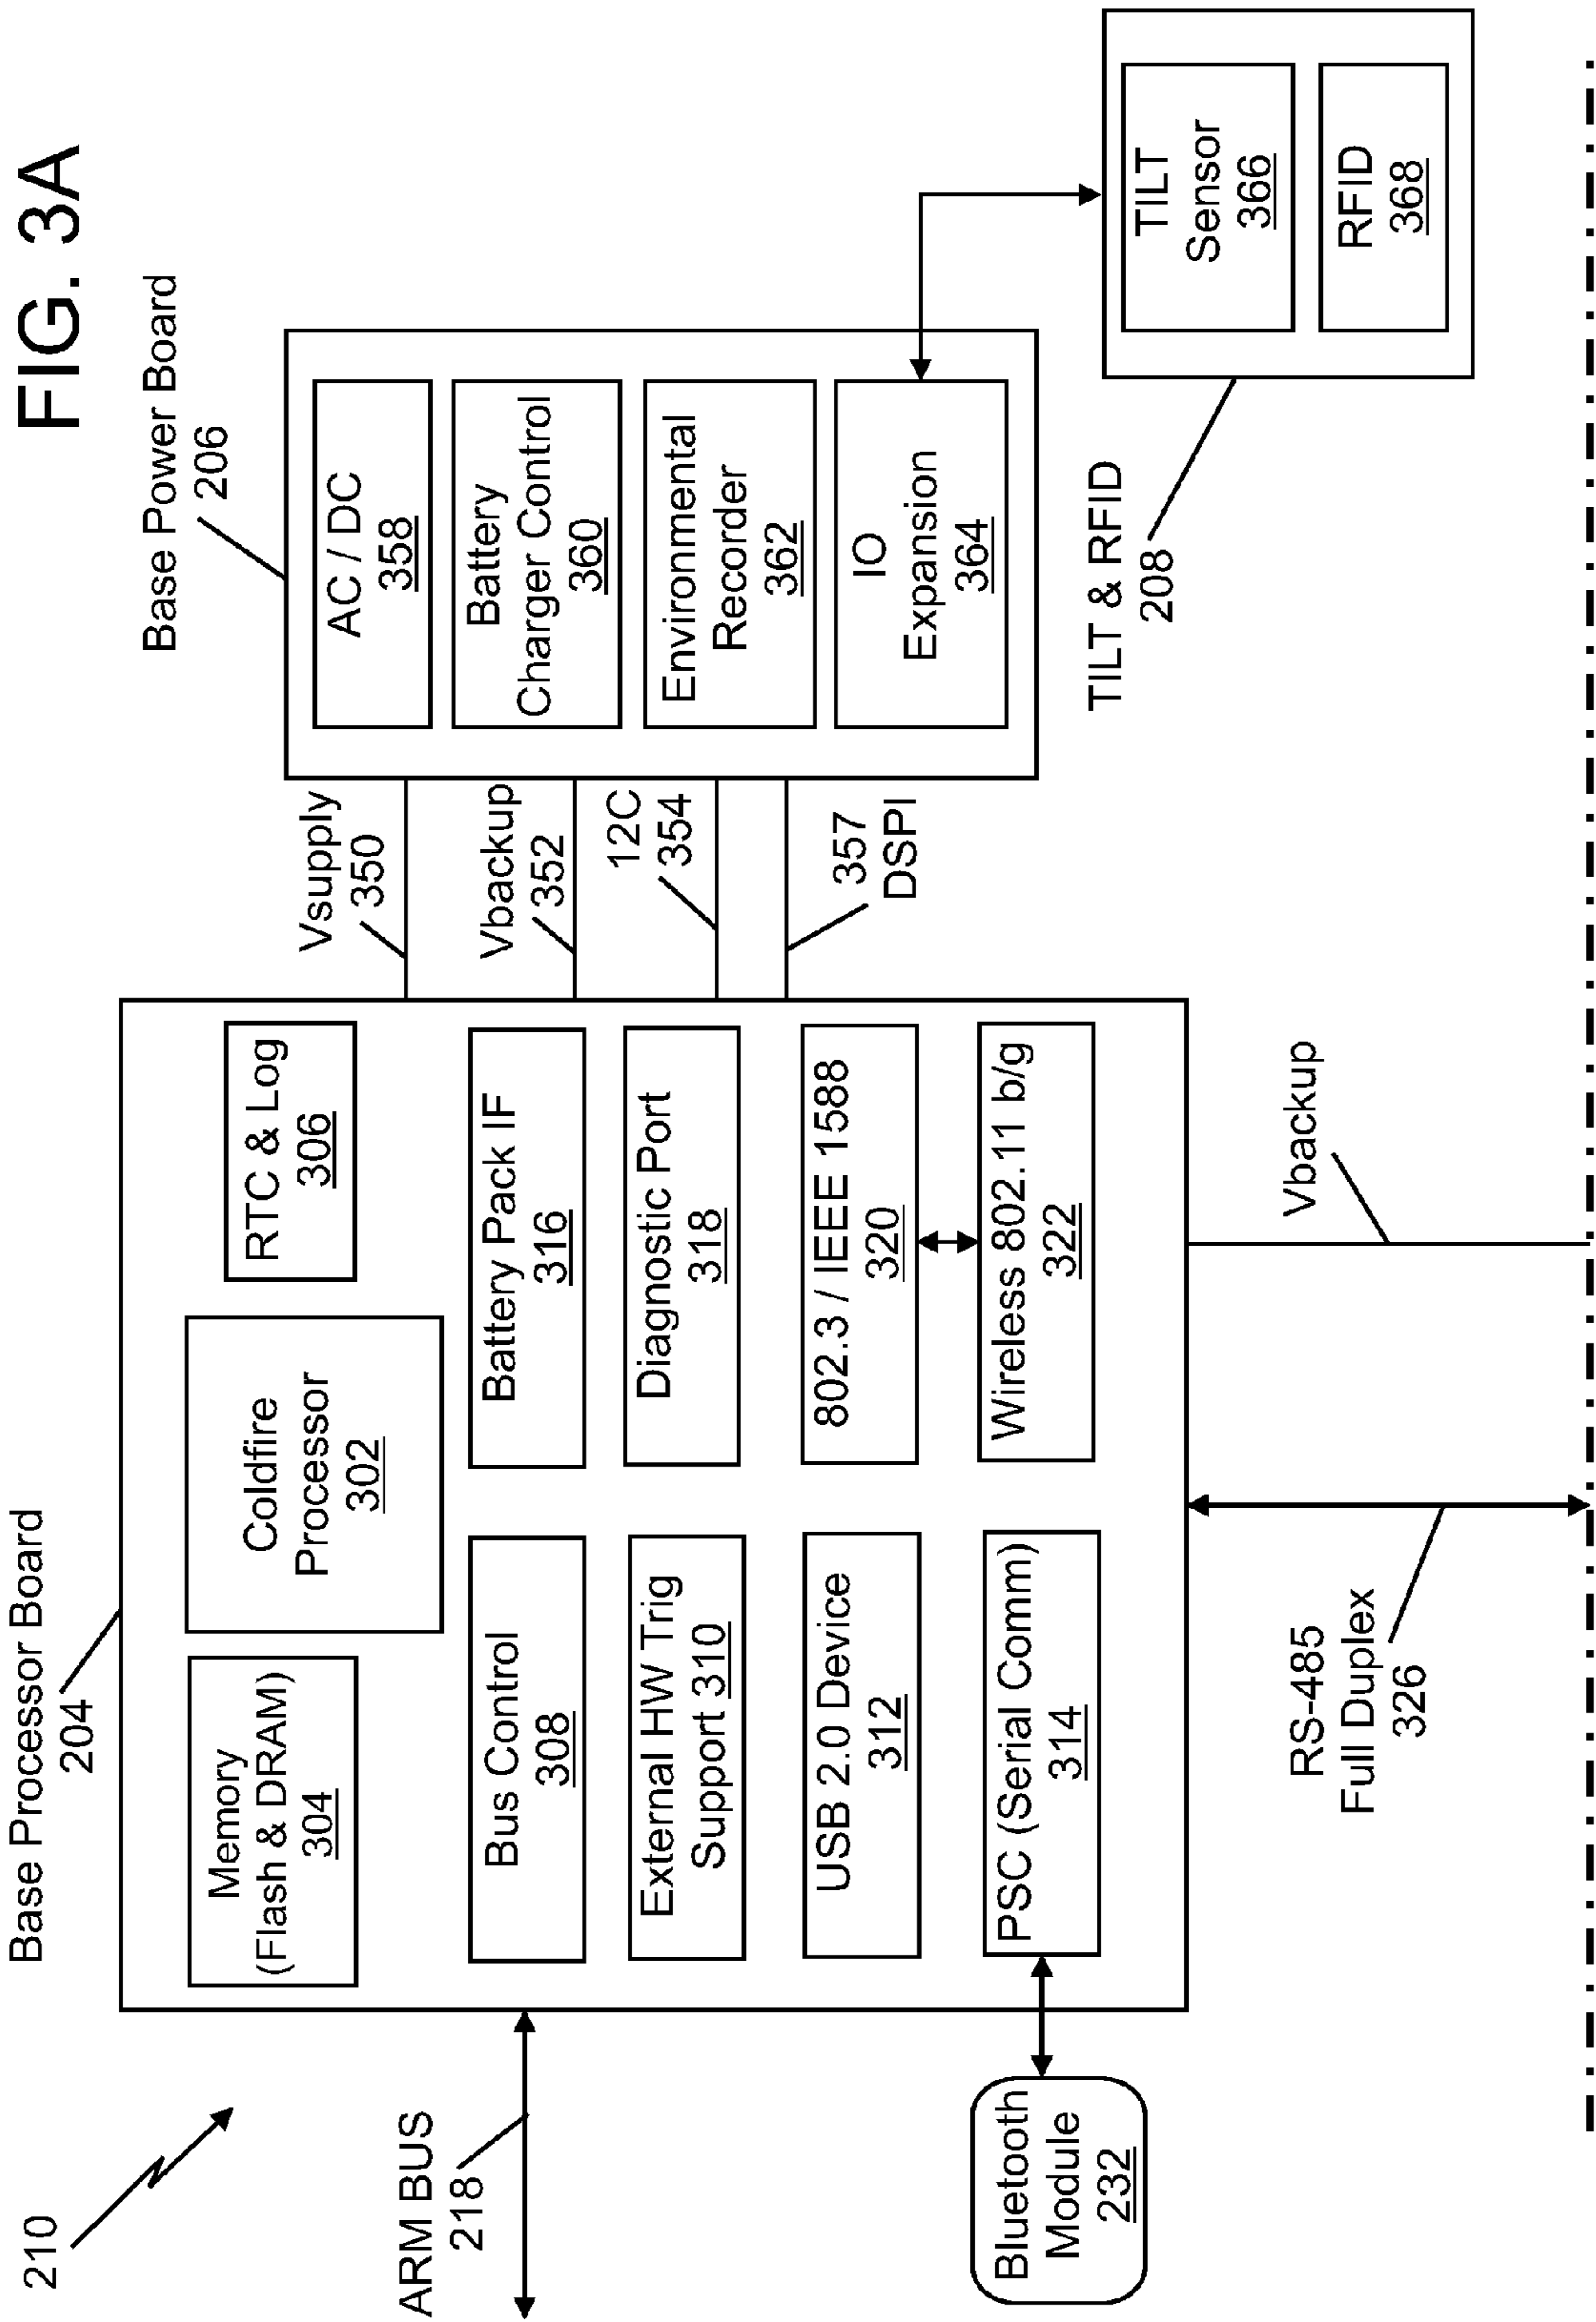 FIG. 3A
210
Base Processor Board
204
Memory
(Flash & DRAM)
304
Coldfire
Processor
302
RTC & Log
306
Bus Control
308
Battery Pack IF
316
External HW Trig
Support 310
Diagnostic Port
318
USB 2.0 Device
312
802.3 / IEEE 1588
320
PSC (Serial Comm)
314
Wireless 802.11 b/g
322
ARM BUS
218
Bluetooth
Module
232
RS-485
Full Duplex
326
Vbackup
Vsupply
350
Vbackup
352
12C
354
357
DSPI
Base Power Board
206
AC / DC
358
Battery
Charger Control
360
Environmental
Recorder
362
IO
Expansion
364
TILT & RFID
208
TILT
Sensor
366
RFID
368